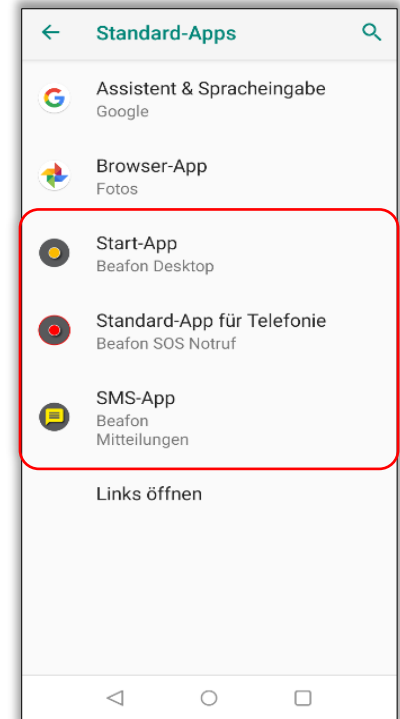 Standard-Apps
Assistent & Spracheingabe
Google
Browser-App
Fotos
Start-App
Beafon Desktop
Standard-App für Telefonie
Beafon SOS Notruf
SMS-App
Beafon
Mitteilungen
Links öffnen